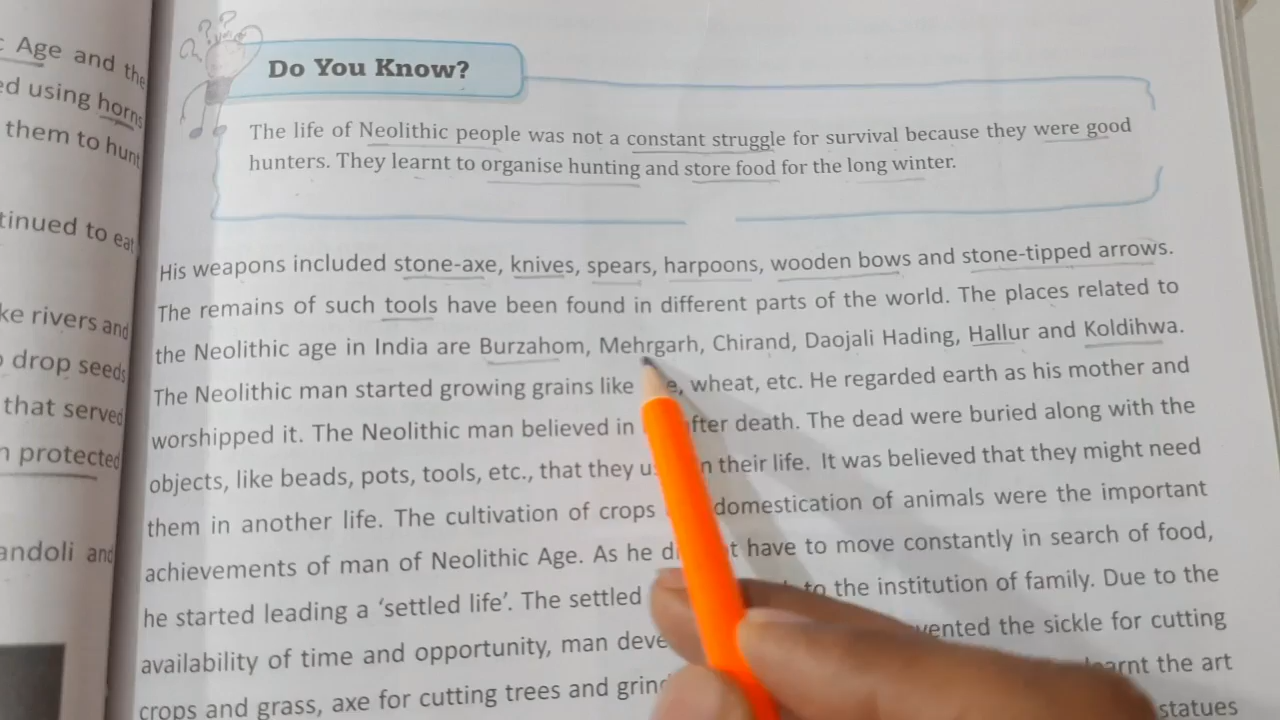 Age and the
ed using horns
them to hunt
tinued to eat
ke rivers and
drop seeds
that served
protected
andoli and
???
Do You Know?
The life of Neolithic people was not a constant struggle for survival because they were good
hunters. They learnt to organise hunting and store food for the long winter.
His weapons included stone-axe, knives, spears, harpoons, wooden bows and stone-tipped arrows.
The remains of such tools have been found in different parts of the world. The places related to
the Neolithic age in India are Burzahom, Mehrgarh, Chirand, Daojali Hading, Hallur and Koldihwa.
The Neolithic man started growing grains like e, wheat, etc. He regarded earth as his mother and
worshipped it. The Neolithic man believed in fter death. The dead were buried along with the
objects, like beads, pots, tools, etc., that they u n their life. It was believed that they might need
them in another life. The cultivation of crops domestication of animals were the important
achievements of man of Neolithic Age. As he d t have to move constantly in search of food,
he started leading a ‘settled life’. The settled to the institution of family. Due to the
availability of time and opportunity, man deve vented the sickle for cutting
crops and grass, axe for cutting trees and grind earnt the art
statues